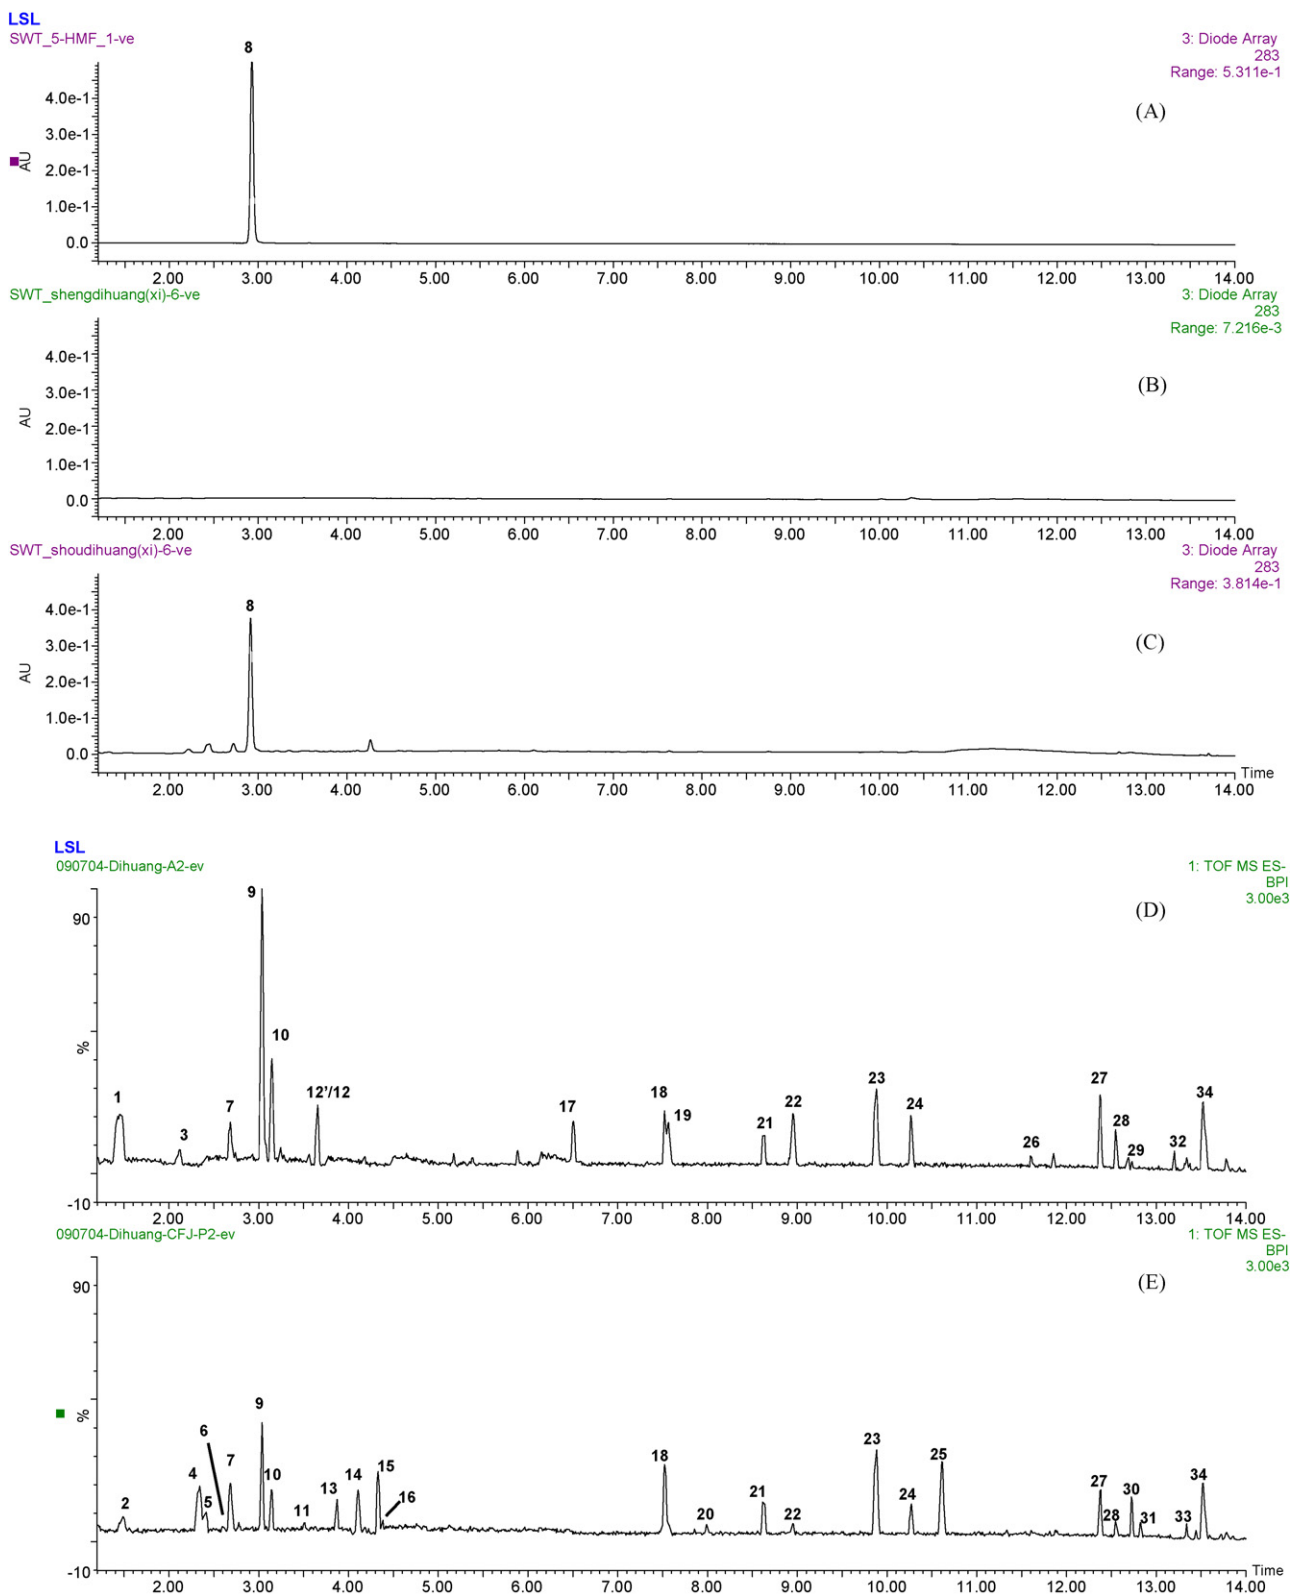 LSL
SWT_5-HMF_1-ve
3: Diode Array
283
Range: 5.311e-1
8
(A)
4.0e-1
3.0e-1
2.0e-1
1.0e-1
0.0
AU
2.00 3.00 4.00 5.00 6.00 7.00 8.00 9.00 10.00 11.00 12.00 13.00 14.00
SWT_shengdihuang(xi)-6-ve
3: Diode Array
283
Range: 7.216e-3
(B)
4.0e-1
3.0e-1
2.0e-1
1.0e-1
0.0
AU
2.00 3.00 4.00 5.00 6.00 7.00 8.00 9.00 10.00 11.00 12.00 13.00 14.00
SWT_shoudihuang(xi)-6-ve
3: Diode Array
283
Range: 3.814e-1
8
(C)
4.0e-1
3.0e-1
2.0e-1
1.0e-1
0.0
AU
Time
2.00 3.00 4.00 5.00 6.00 7.00 8.00 9.00 10.00 11.00 12.00 13.00 14.00
LSL
090704-Dihuang-A2-ev
1: TOF MS ES-
BPI
3.00e3
(D)
90
%
-10
1 3 7 9 10 12'/12 17 18 19 21 22 23 24 26 27 28 29 32 34
2.00 3.00 4.00 5.00 6.00 7.00 8.00 9.00 10.00 11.00 12.00 13.00 14.00
090704-Dihuang-CFJ-P2-ev
1: TOF MS ES-
BPI
3.00e3
(E)
90
%
-10
2 4 5 6 7 9 10 11 13 14 15 16 18 20 21 22 23 24 25 27 28 30 31 33 34
Time
2.00 3.00 4.00 5.00 6.00 7.00 8.00 9.00 10.00 11.00 12.00 13.00 14.00